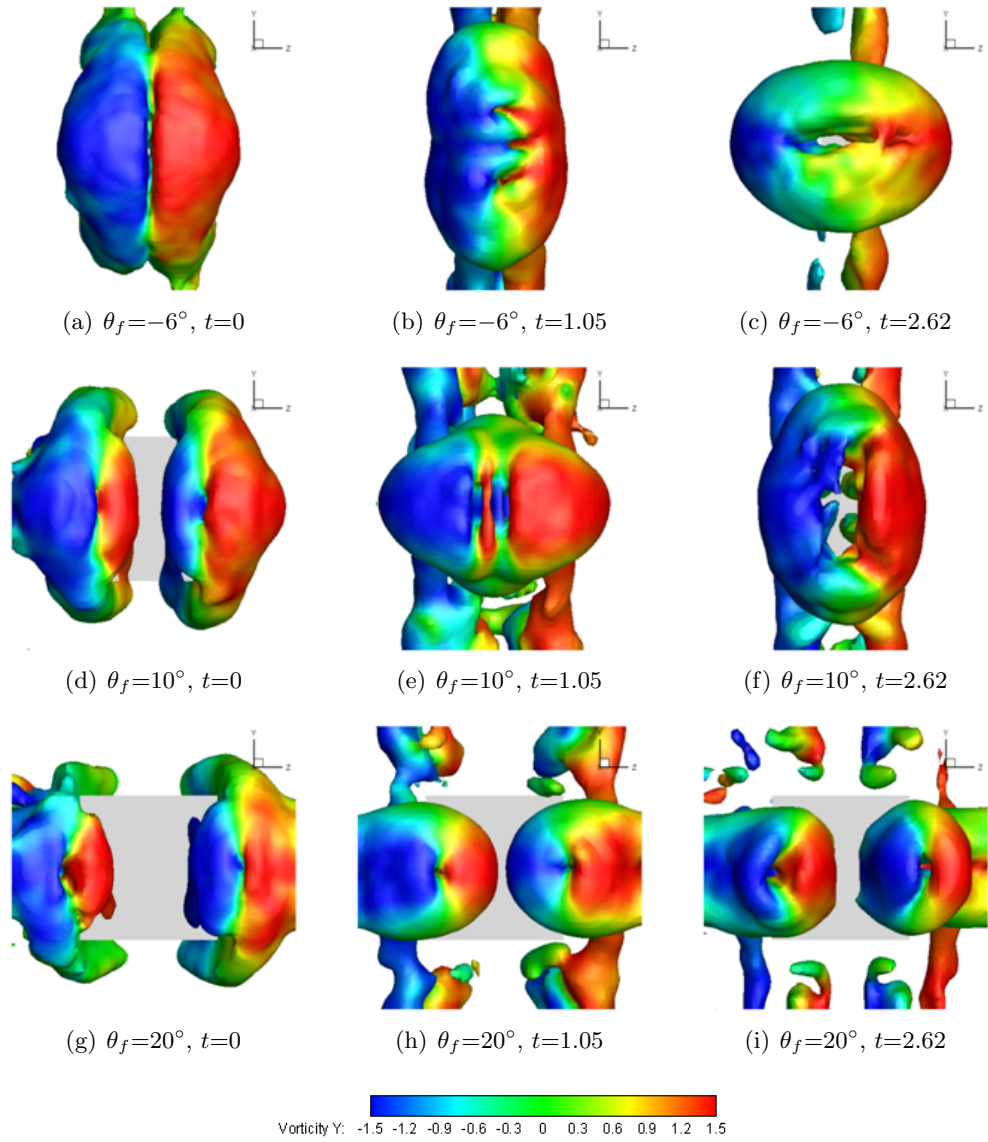 Y
Z
Y
Z
Y
Z
(a) θf=−6°, t=0
(b) θf=−6°, t=1.05
(c) θf=−6°, t=2.62
Y
Z
Y
Z
Y
Z
(d) θf=10°, t=0
(e) θf=10°, t=1.05
(f) θf=10°, t=2.62
Y
Z
Y
Z
Y
Z
(g) θf=20°, t=0
(h) θf=20°, t=1.05
(i) θf=20°, t=2.62
Vorticity Y: -1.5 -1.2 -0.9 -0.6 -0.3 0 0.3 0.6 0.9 1.2 1.5